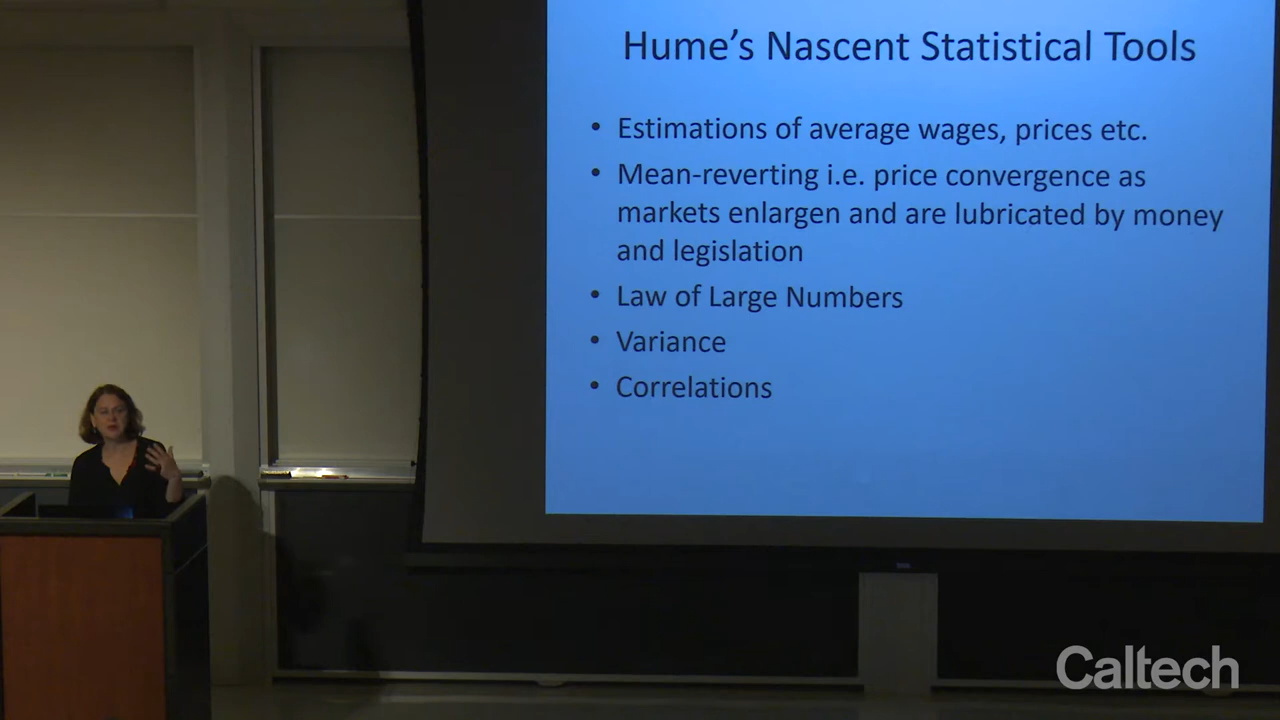 Hume's Nascent Statistical Tools
• Estimations of average wages, prices etc.
• Mean-reverting i.e. price convergence as
markets enlargen and are lubricated by money
and legislation
• Law of Large Numbers
• Variance
• Correlations
Caltech